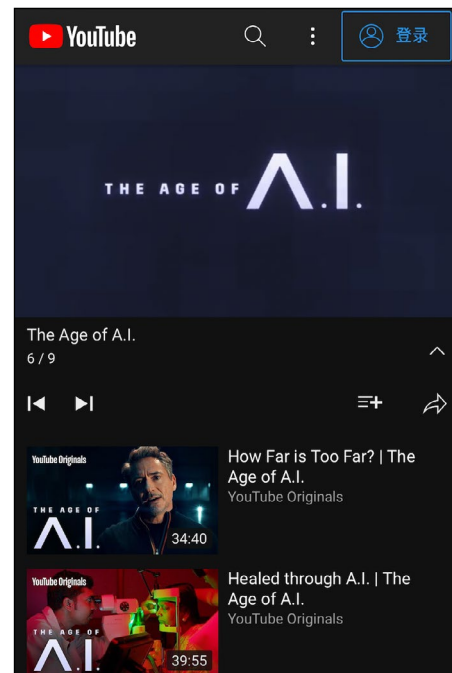 YouTube
登录
THE AGE OF A.I.
The Age of A.I.
6 / 9
YouTube Originals
THE AGE OF
A.I.
34:40
How Far is Too Far? | The
Age of A.I.
YouTube Originals
YouTube Originals
THE AGE OF
A.I.
39:55
Healed through A.I. | The
Age of A.I.
YouTube Originals